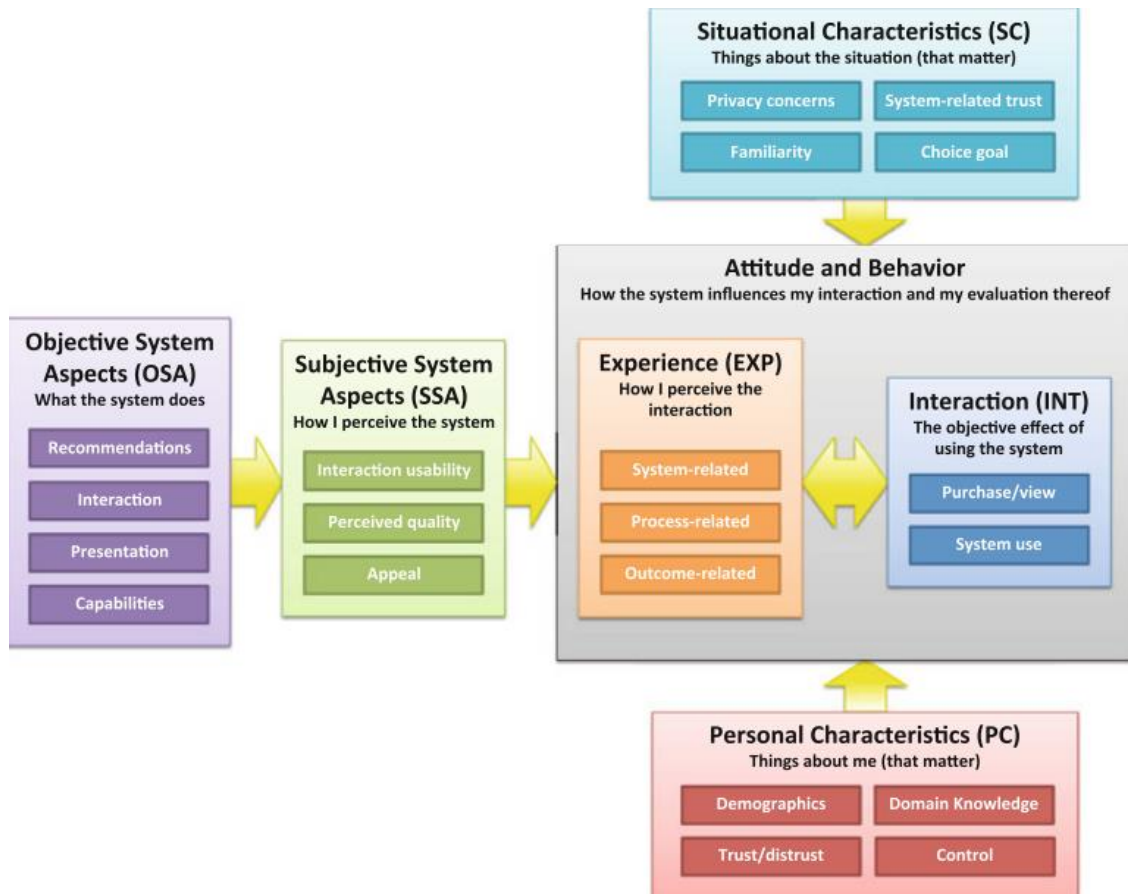 Situational Characteristics (SC)
Things about the situation (that matter)
Privacy concerns
System-related trust
Familiarity
Choice goal
Attitude and Behavior
How the system influences my interaction and my evaluation thereof
Objective System
Aspects (OSA)
What the system does
Recommendations
Interaction
Presentation
Capabilities
Subjective System
Aspects (SSA)
How I perceive the system
Interaction usability
Perceived quality
Appeal
Experience (EXP)
How I perceive the
interaction
System-related
Process-related
Outcome-related
Interaction (INT)
The objective effect of
using the system
Purchase/view
System use
Personal Characteristics (PC)
Things about me (that matter)
Demographics
Domain Knowledge
Trust/distrust
Control